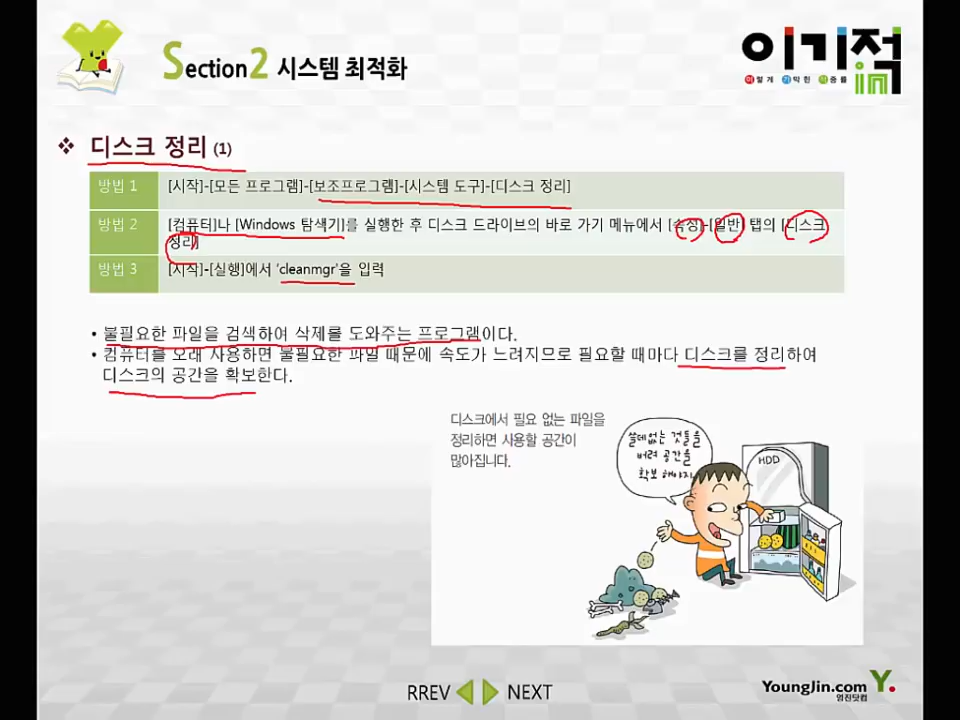 Section2 시스템 최적화
이기적in
이렇게 기막힌 적중률
❖ 디스크 정리 (1)
방법 1 [시작]-[모든 프로그램]-[보조프로그램]-[시스템 도구]-[디스크 정리]
방법 2 [컴퓨터]나 [Windows 탐색기]를 실행한 후 디스크 드라이브의 바로 가기 메뉴에서 [속성]-[일반] 탭의 [디스크
정리]
방법 3 [시작]-[실행]에서 'cleanmgr'을 입력
• 불필요한 파일을 검색하여 삭제를 도와주는 프로그램이다.
• 컴퓨터를 오래 사용하면 불필요한 파일 때문에 속도가 느려지므로 필요할 때마다 디스크를 정리하여
디스크의 공간을 확보한다.
디스크에서 필요 없는 파일을
정리하면 사용할 공간이
많아집니다.
쓸데없는 것들을
버려 공간을
확보 해야지
HDD
RREV NEXT
YoungJin.com Y.
영진닷컴